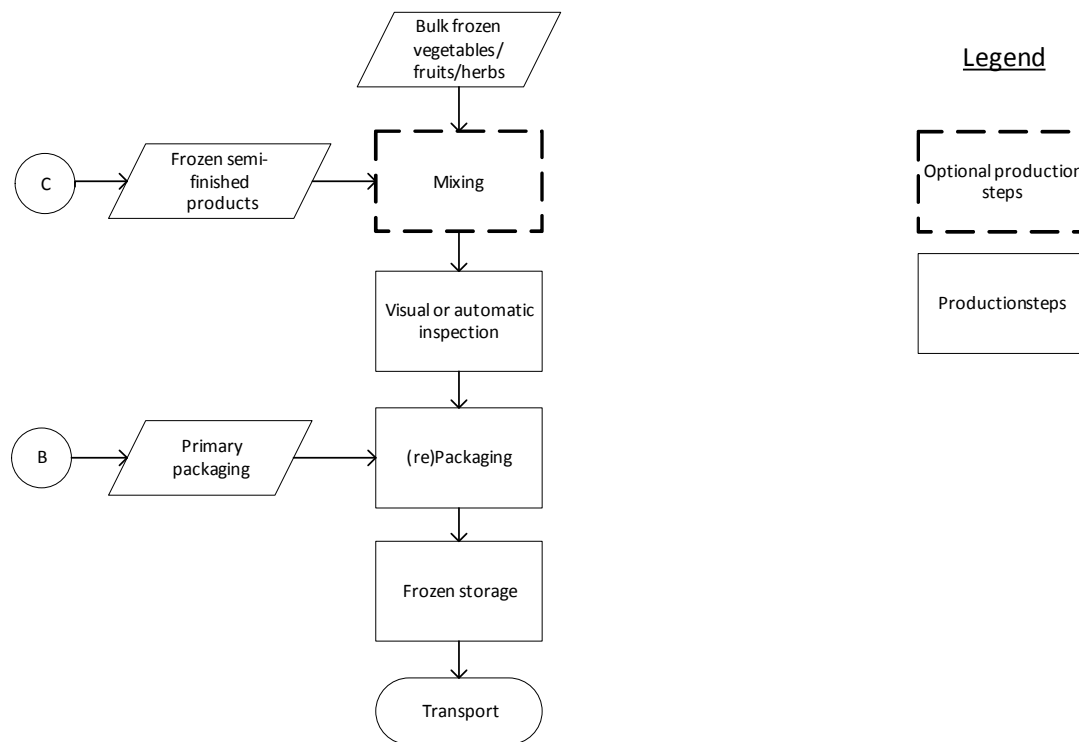 Bulk frozen
vegetables/
fruits/herbs
Legend
C
Frozen semi-
finished
products
Mixing
Optional production
steps
Visual or automatic
inspection
Productionsteps
B
Primary
packaging
(re)Packaging
Frozen storage
Transport